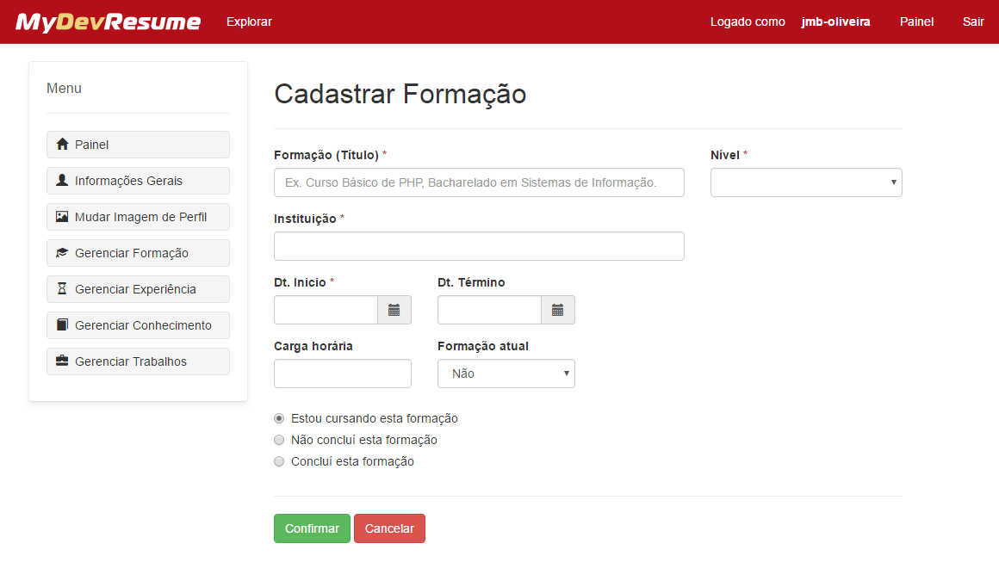 MyDevResume Explorar Logado como jmb-oliveira Painel Sair
Menu
Painel
Informações Gerais
Mudar Imagem de Perfil
Gerenciar Formação
Gerenciar Experiência
Gerenciar Conhecimento
Gerenciar Trabalhos
Cadastrar Formação
Formação (Título) * Nível *
Ex. Curso Básico de PHP, Bacharelado em Sistemas de Informação.
Instituição *
Dt. Inicio * Dt. Término
Carga horária Formação atual
Não
Estou cursando esta formação
Não concluí esta formação
Concluí esta formação
Confirmar Cancelar